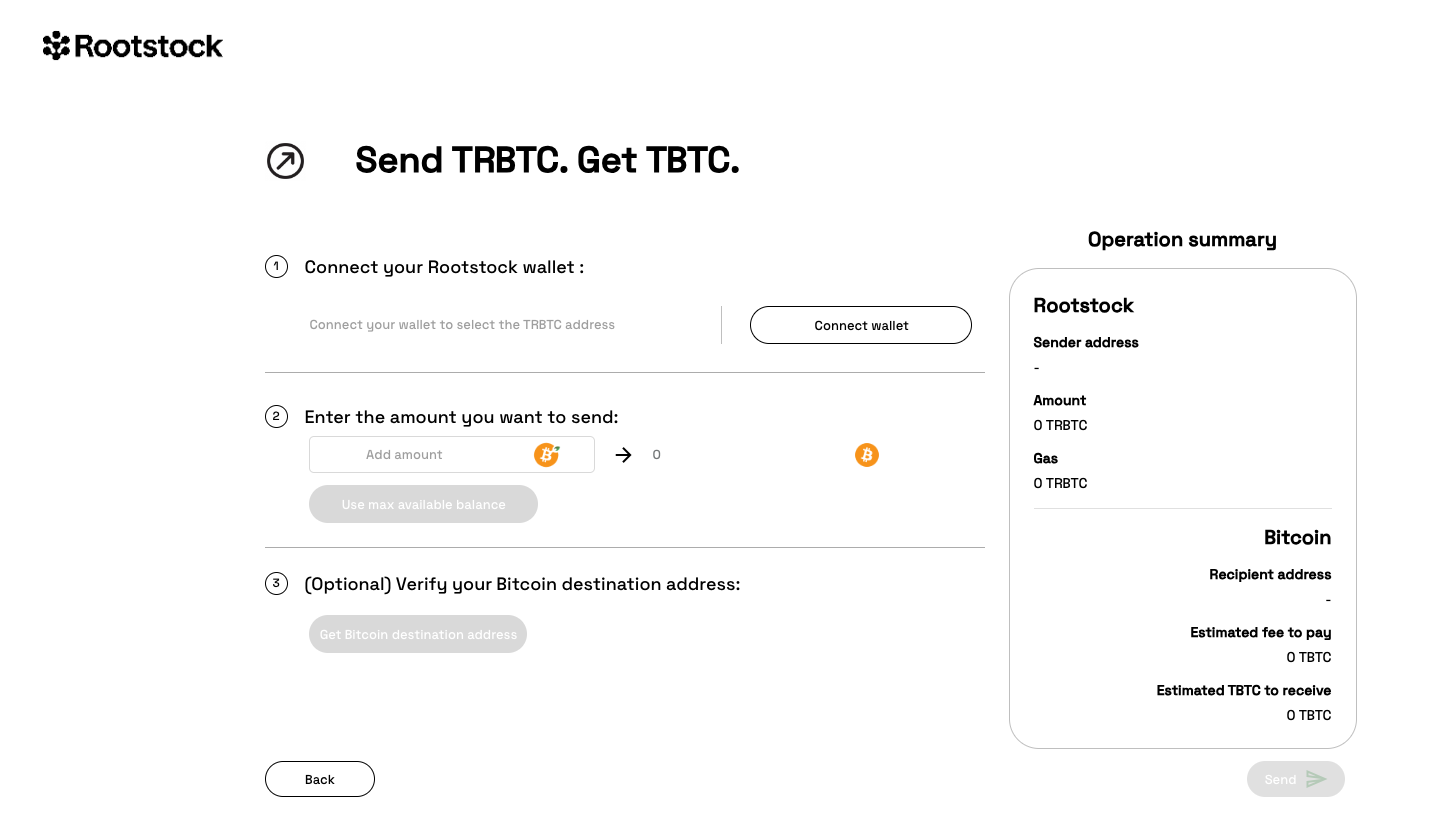 Rootstock
Send TRBTC. Get TBTC.
1 Connect your Rootstock wallet :
Connect your wallet to select the TRBTC address
Connect wallet
2 Enter the amount you want to send:
Add amount
0
Use max available balance
3 (Optional) Verify your Bitcoin destination address:
Get Bitcoin destination address
Back
Operation summary
Rootstock
Sender address
-
Amount
0 TRBTC
Gas
0 TRBTC
Bitcoin
Recipient address
-
Estimated fee to pay
0 TBTC
Estimated TBTC to receive
0 TBTC
Send